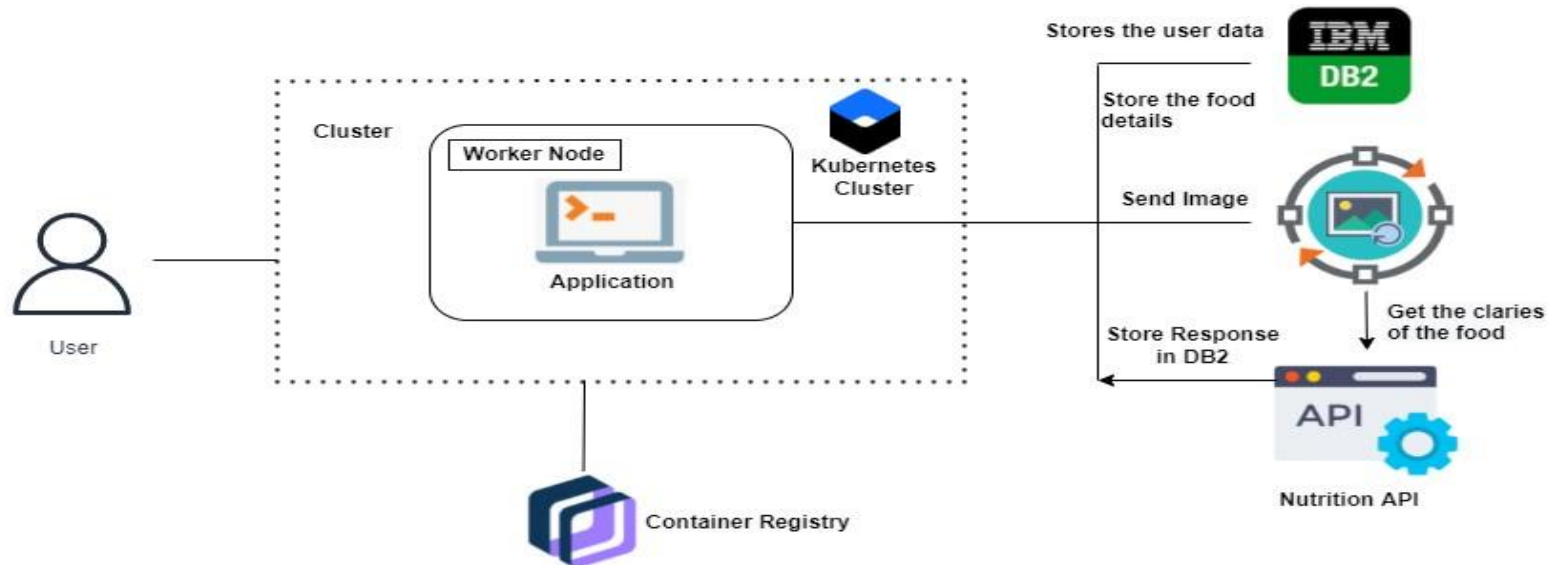 Stores the user data
IBM
DB2
Store the food
details
Cluster
Worker Node
Kubernetes
Cluster
Application
Send Image
User
Get the claries
of the food
Store Response
in DB2
API
Nutrition API
Container Registry